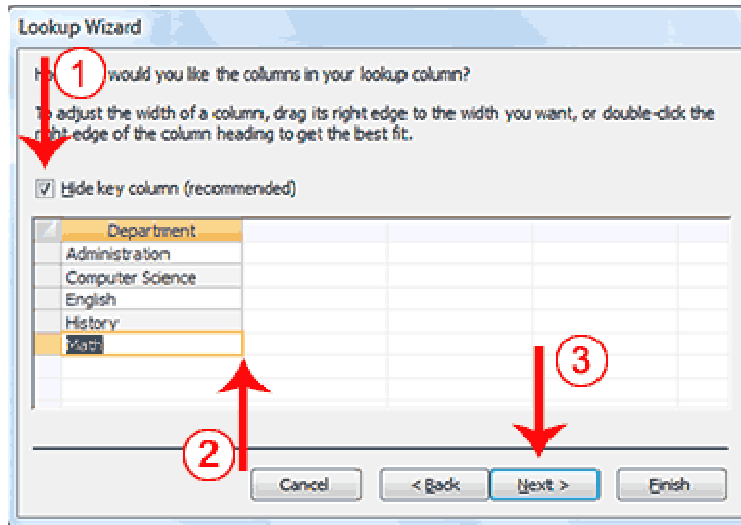 Lookup Wizard
1
would you like the columns in your lookup column?
To adjust the width of a column, drag its right edge to the width you want, or double-click the
right edge of the column heading to get the best fit.
Hide key column (recommended)
Department
Administration
Computer Science
English
History
Math
3
2
Cancel
< Back
Next >
Finish